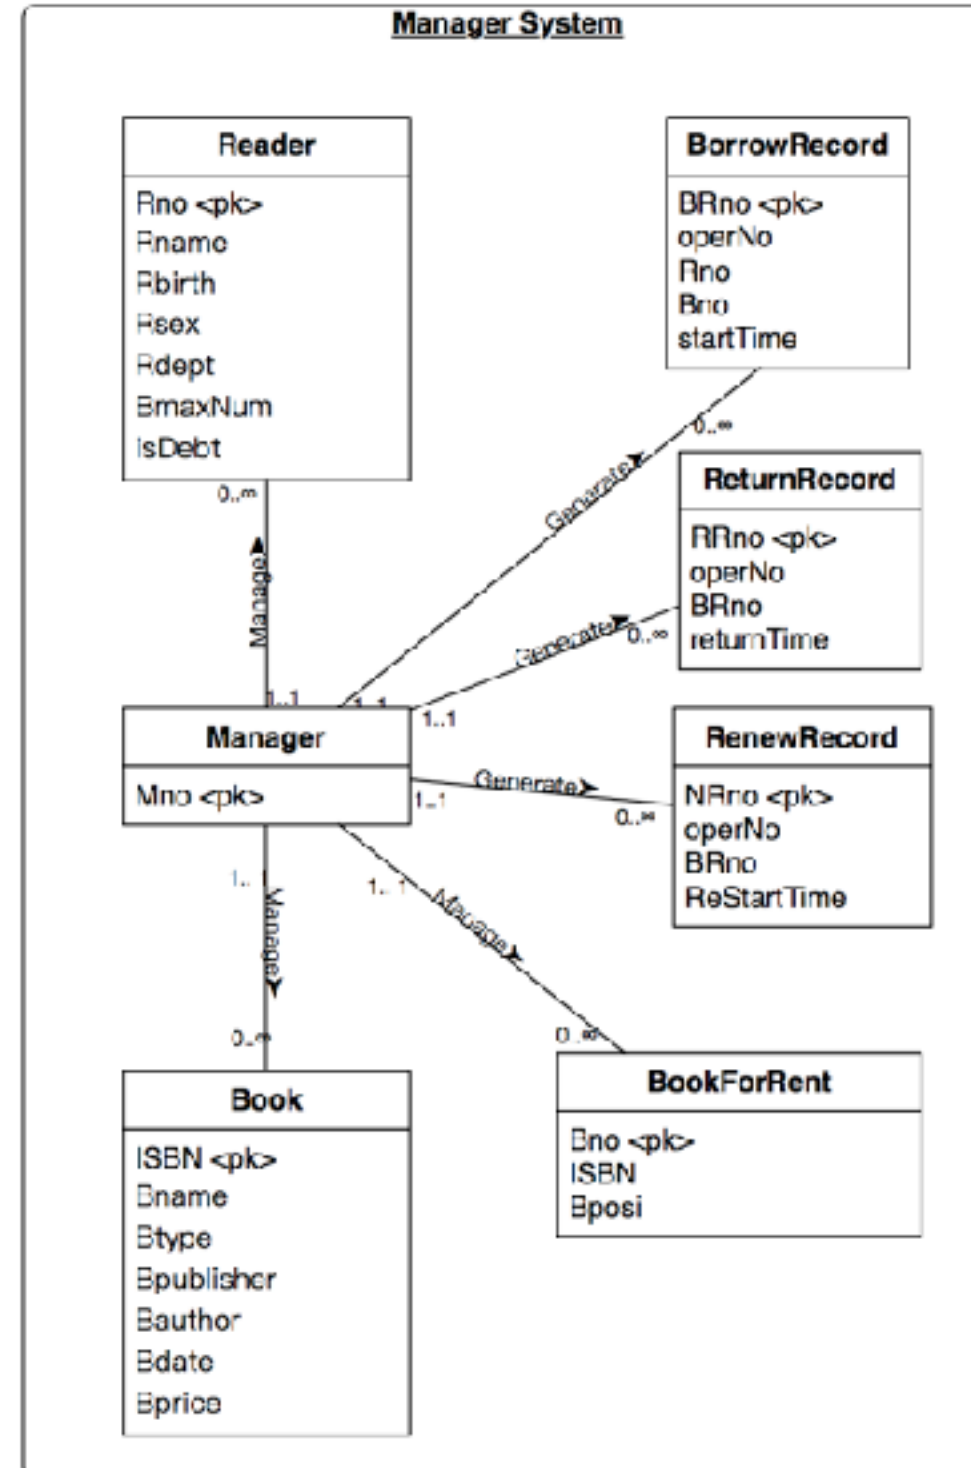 Manager System
Reader
Rno <pk>
Rname
Rbirth
Rsex
Rdept
BmaxNum
isDebt
BorrowRecord
BRno <pk>
operNo
Rno
Bno
startTime
0..∞
Generate
ReturnRecord
RRno <pk>
operNo
BRno
returnTime
0..∞
Generate
0..∞
Manage
1..1
1..1
1..1
Manager
Mno <pk>
RenewRecord
NRno <pk>
operNo
BRno
ReStartTime
Generate
1..1
0..∞
1..1
Manage
0..∞
1..1
Manage
0..∞
Book
ISBN <pk>
Bname
Btype
Bpublisher
Bauthor
Bdate
Bprice
BookForRent
Bno <pk>
ISBN
Bposi